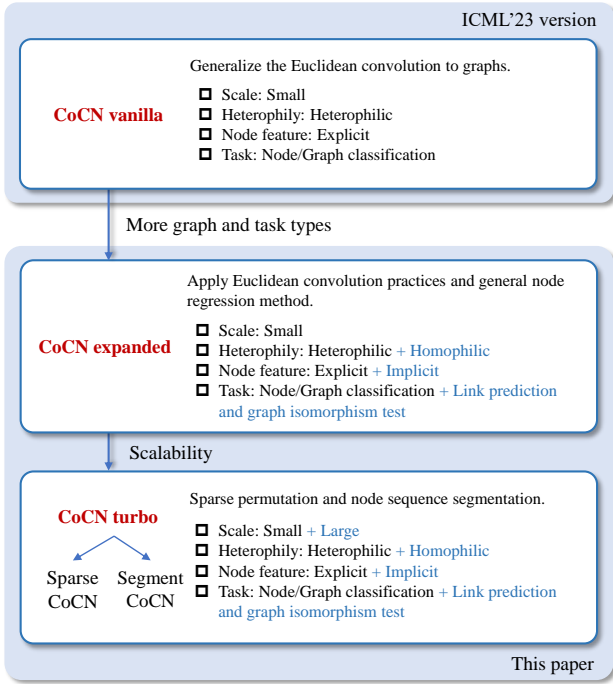 ICML'23 version
Generalize the Euclidean convolution to graphs.
CoCN vanilla
Scale: Small
Heterophily: Heterophilic
Node feature: Explicit
Task: Node/Graph classification
More graph and task types
Apply Euclidean convolution practices and general node
regression method.
CoCN expanded
Scale: Small
Heterophily: Heterophilic + Homophilic
Node feature: Explicit + Implicit
Task: Node/Graph classification + Link prediction
and graph isomorphism test
Scalability
Sparse permutation and node sequence segmentation.
CoCN turbo
Sparse
CoCN
Segment
CoCN
Scale: Small + Large
Heterophily: Heterophilic + Homophilic
Node feature: Explicit + Implicit
Task: Node/Graph classification + Link prediction
and graph isomorphism test
This paper